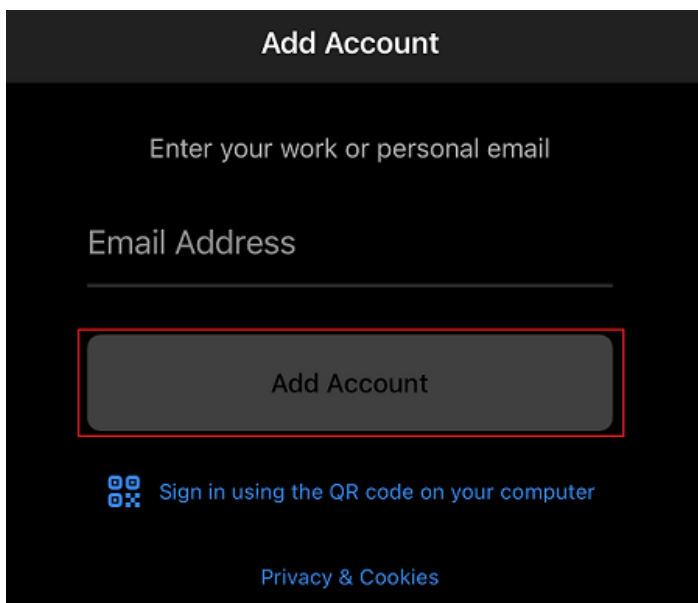 Add Account
Enter your work or personal email
Email Address
Add Account
Sign in using the QR code on your computer
Privacy & Cookies